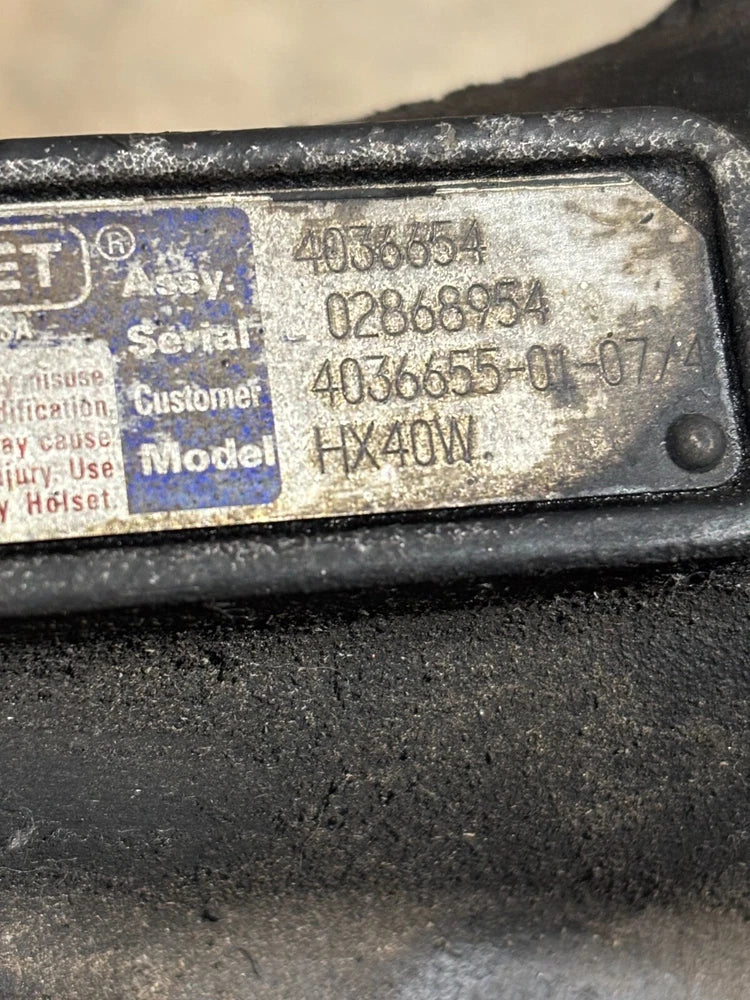 ET ®
Assy. 4036654
SA
Serial 02868954
Customer 4036655-01-07/4
Model HX40W.
misuse
ification
ay cause
jury. Use
y Holset.